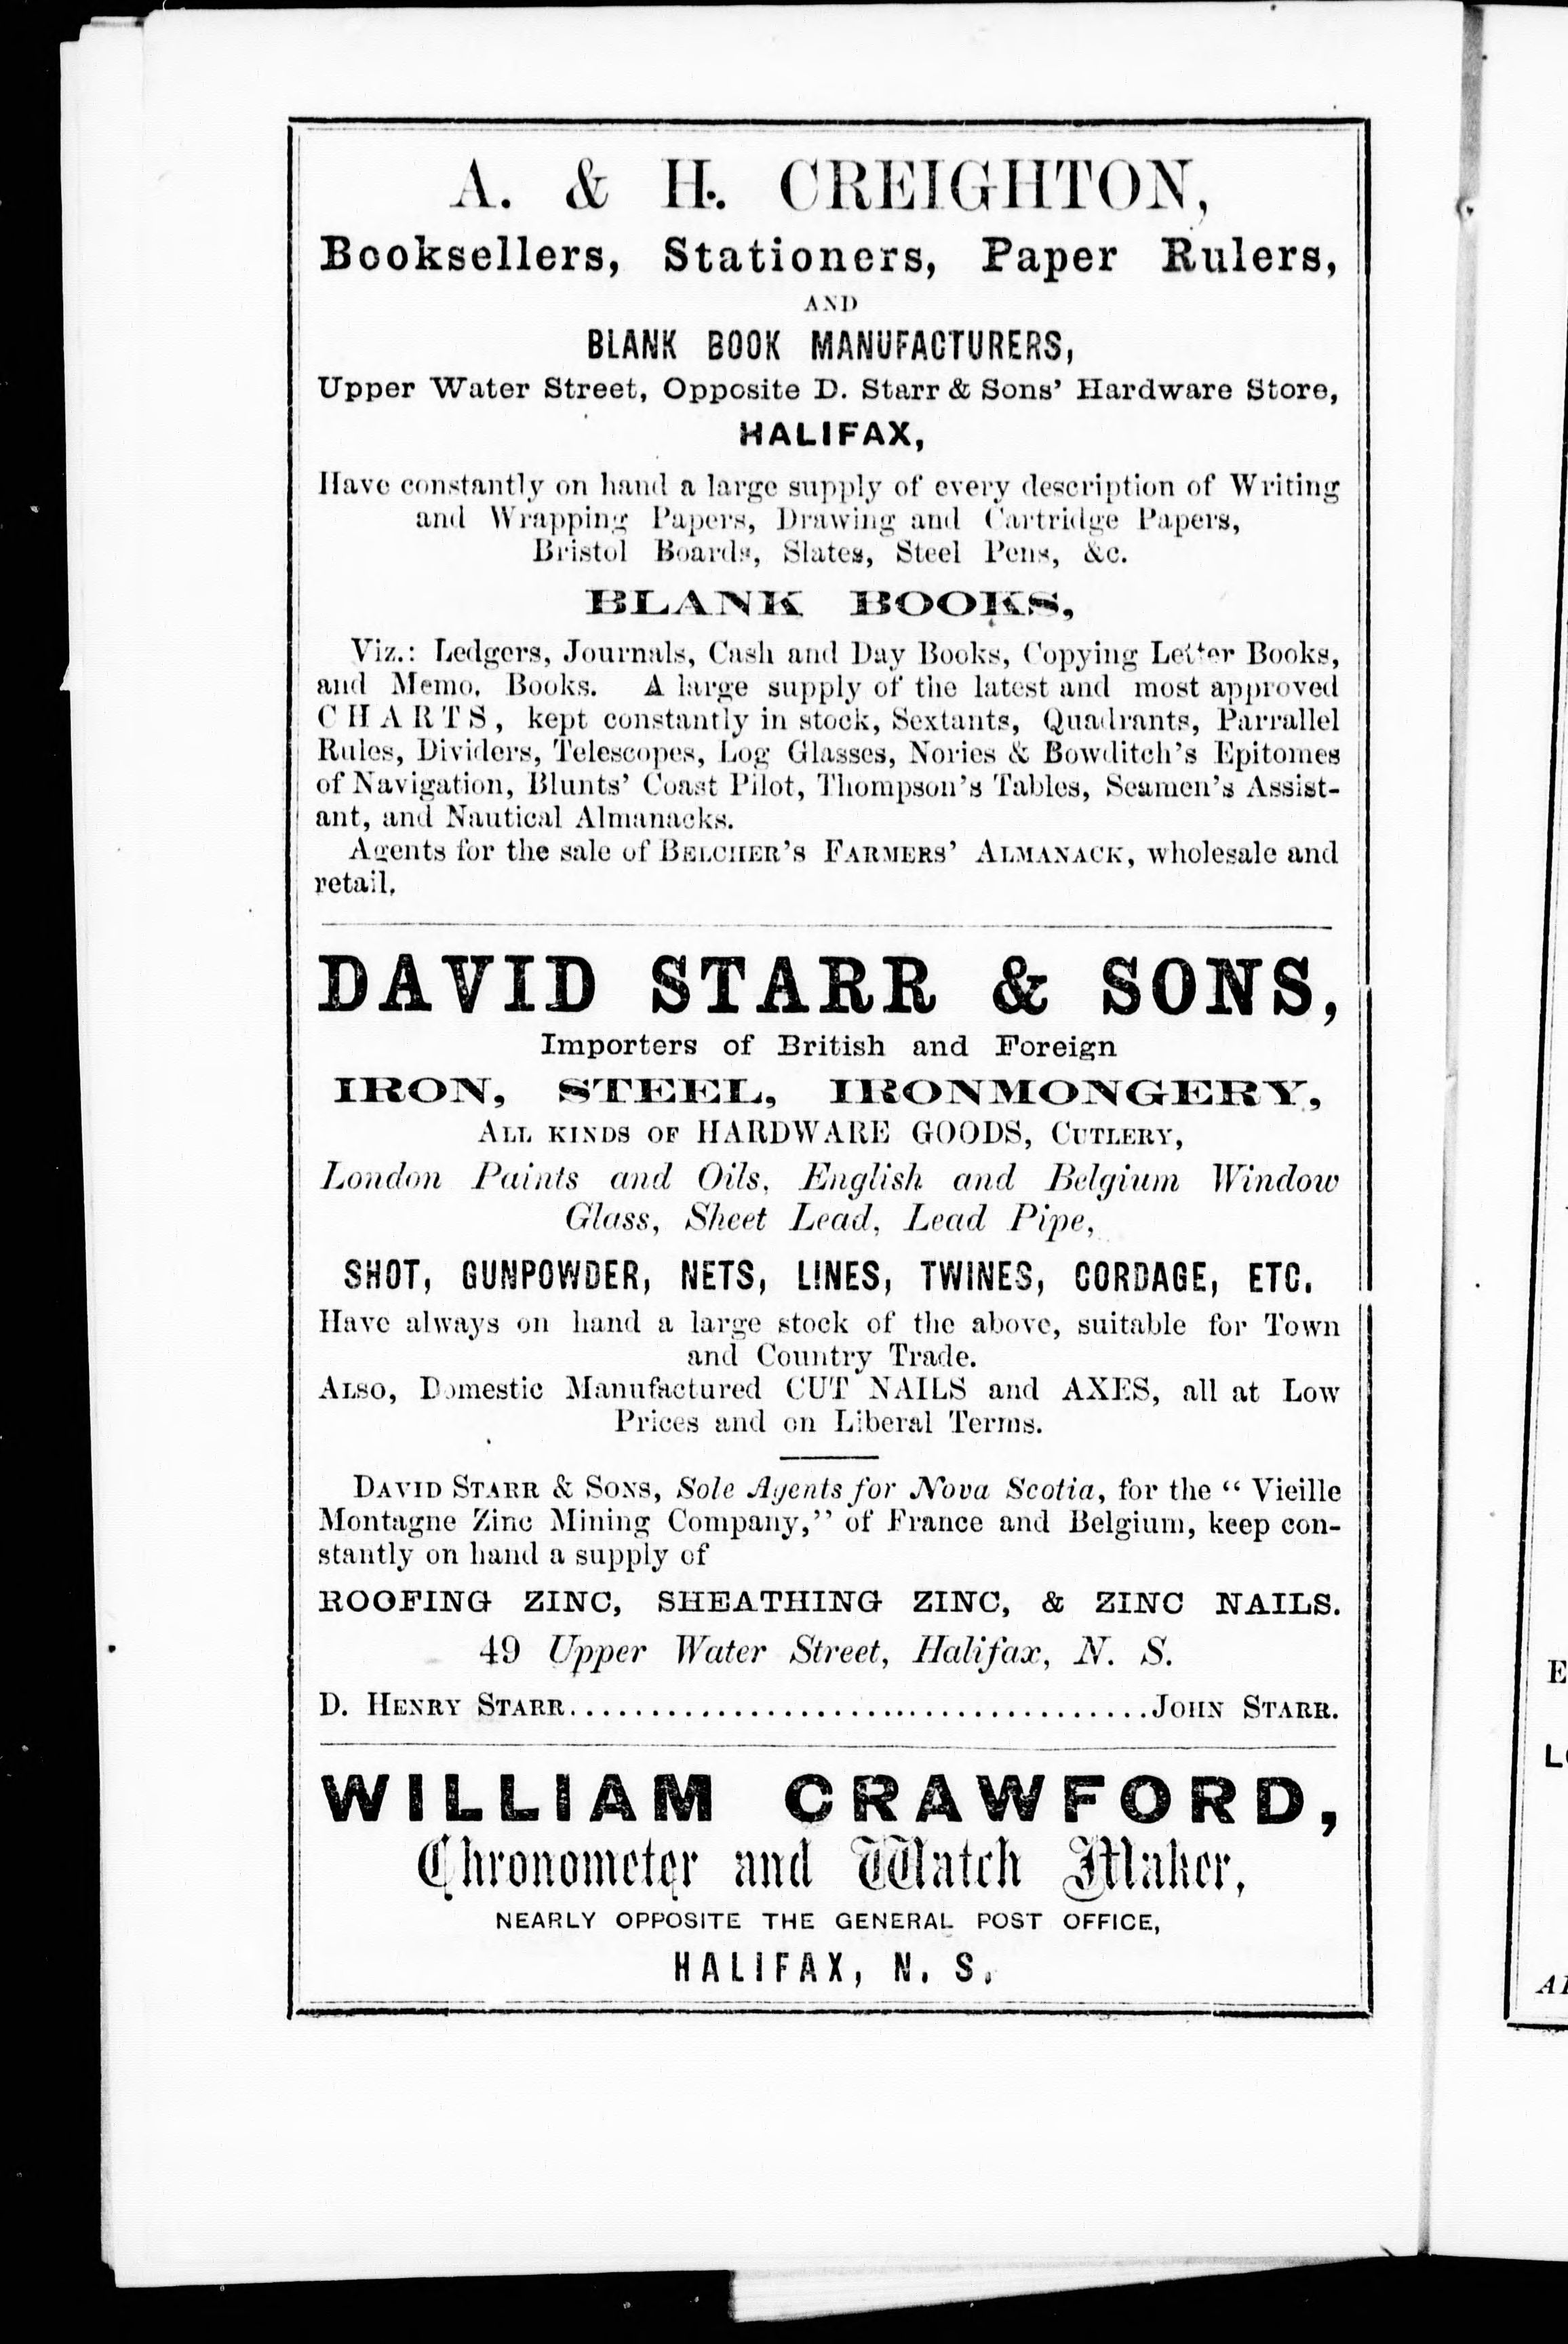 A. & H. CREIGHTON,
Booksellers, Stationers, Paper Rulers,
AND
BLANK BOOK MANUFACTURERS,
Upper Water Street, Opposite D. Starr & Sons' Hardware Store,
HALIFAX,
Have constantly on hand a large supply of every description of Writing
and Wrapping Papers, Drawing and Cartridge Papers,
Bristol Boards, Slates, Steel Pens, &c.
BLANK BOOKS,
Viz.: Ledgers, Journals, Cash and Day Books, Copying Letter Books,
and Memo. Books. A large supply of the latest and most approved
CHARTS, kept constantly in stock, Sextants, Quadrants, Parrallel
Rules, Dividers, Telescopes, Log Glasses, Nories & Bowditch's Epitomes
of Navigation, Blunts' Coast Pilot, Thompson's Tables, Seamen's Assist-
ant, and Nautical Almanacks.
Agents for the sale of BELCHER'S FARMERS' ALMANACK, wholesale and
retail.
DAVID STARR & SONS,
Importers of British and Foreign
IRON, STEEL, IRONMONGERY,
ALL KINDS OF HARDWARE GOODS, CUTLERY,
London Paints and Oils, English and Belgium Window
Glass, Sheet Lead, Lead Pipe,
SHOT, GUNPOWDER, NETS, LINES, TWINES, CORDAGE, ETC.
Have always on hand a large stock of the above, suitable for Town
and Country Trade.
ALSO, Domestic Manufactured CUT NAILS and AXES, all at Low
Prices and on Liberal Terms.
DAVID STARR & SONS, Sole Agents for Nova Scotia, for the "Vieille
Montagne Zinc Mining Company," of France and Belgium, keep con-
stantly on hand a supply of
ROOFING ZINC, SHEATHING ZINC, & ZINC NAILS.
49 Upper Water Street, Halifax, N. S.
D. HENRY STARR........................................JOHN STARR.
WILLIAM CRAWFORD,
Chronometer and Watch Maker,
NEARLY OPPOSITE THE GENERAL POST OFFICE,
HALIFAX, N. S.